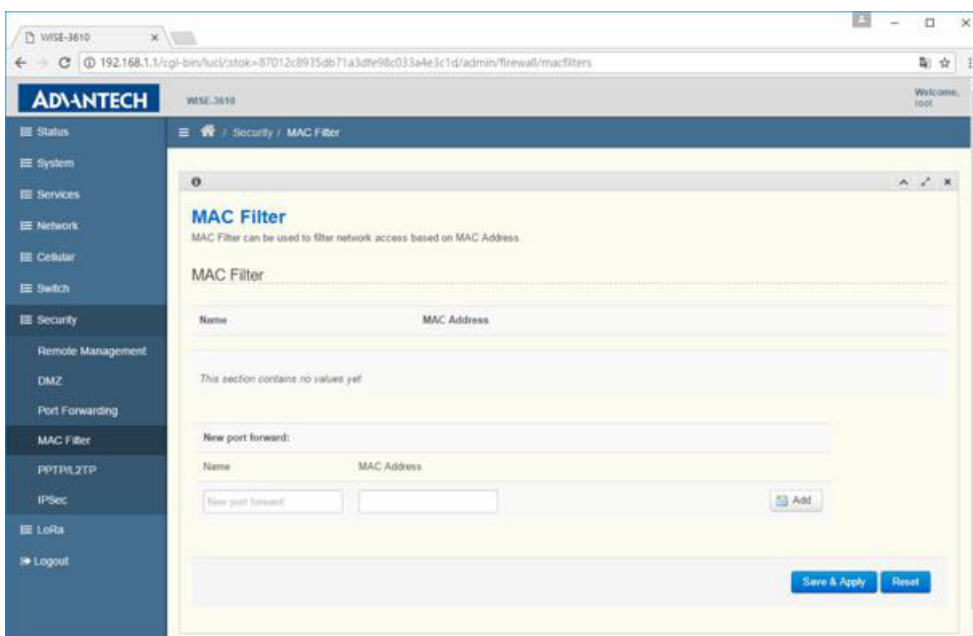 WISE-3610
192.168.1.1/cgi-bin/luci/;stok=87012c8935db71a3dfe98c033a4e3c1d/admin/firewall/macfilters
ADVANTECH
WISE-3610
Welcome,
root
Status
/ Security / MAC Filter
System
Services
Network
Cellular
Switch
Security
Remote Management
DMZ
Port Forwarding
MAC Filter
PPTP/L2TP
IPSec
LoRa
Logout
MAC Filter
MAC Filter can be used to filter network access based on MAC Address.
MAC Filter
Name MAC Address
This section contains no values yet
New port forward:
Name MAC Address
New port forward
Add
Save & Apply Reset